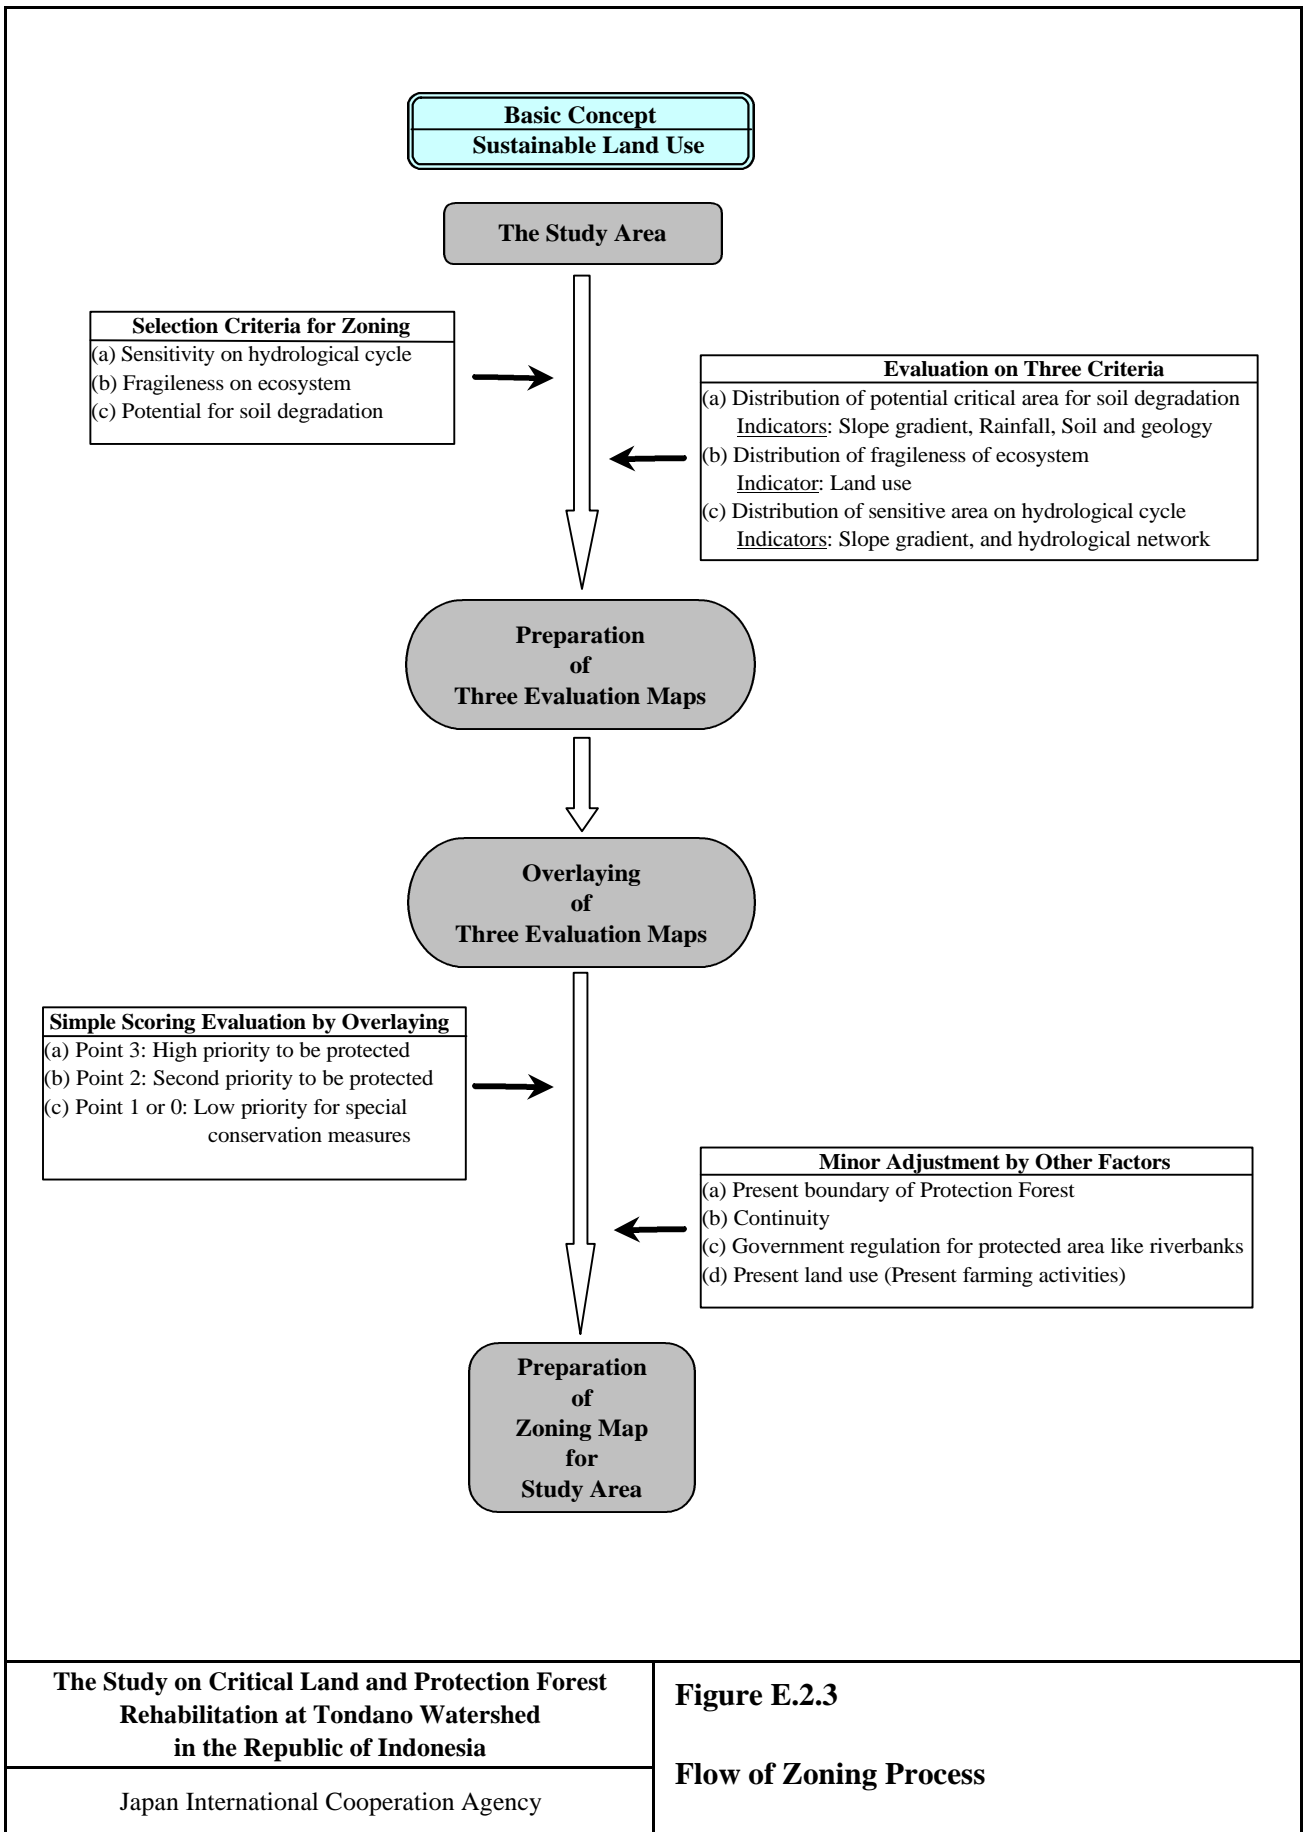 Basic Concept
Sustainable Land Use
The Study Area
Selection Criteria for Zoning
(a) Sensitivity on hydrological cycle
(b) Fragileness on ecosystem
(c) Potential for soil degradation
Evaluation on Three Criteria
(a) Distribution of potential critical area for soil degradation
Indicators: Slope gradient, Rainfall, Soil and geology
(b) Distribution of fragileness of ecosystem
Indicator: Land use
(c) Distribution of sensitive area on hydrological cycle
Indicators: Slope gradient, and hydrological network
Preparation
of
Three Evaluation Maps
Overlaying
of
Three Evaluation Maps
Simple Scoring Evaluation by Overlaying
(a) Point 3: High priority to be protected
(b) Point 2: Second priority to be protected
(c) Point 1 or 0: Low priority for special
conservation measures
Minor Adjustment by Other Factors
(a) Present boundary of Protection Forest
(b) Continuity
(c) Government regulation for protected area like riverbanks
(d) Present land use (Present farming activities)
Preparation
of
Zoning Map
for
Study Area
The Study on Critical Land and Protection Forest
Rehabilitation at Tondano Watershed
in the Republic of Indonesia
Japan International Cooperation Agency
Figure E.2.3
Flow of Zoning Process